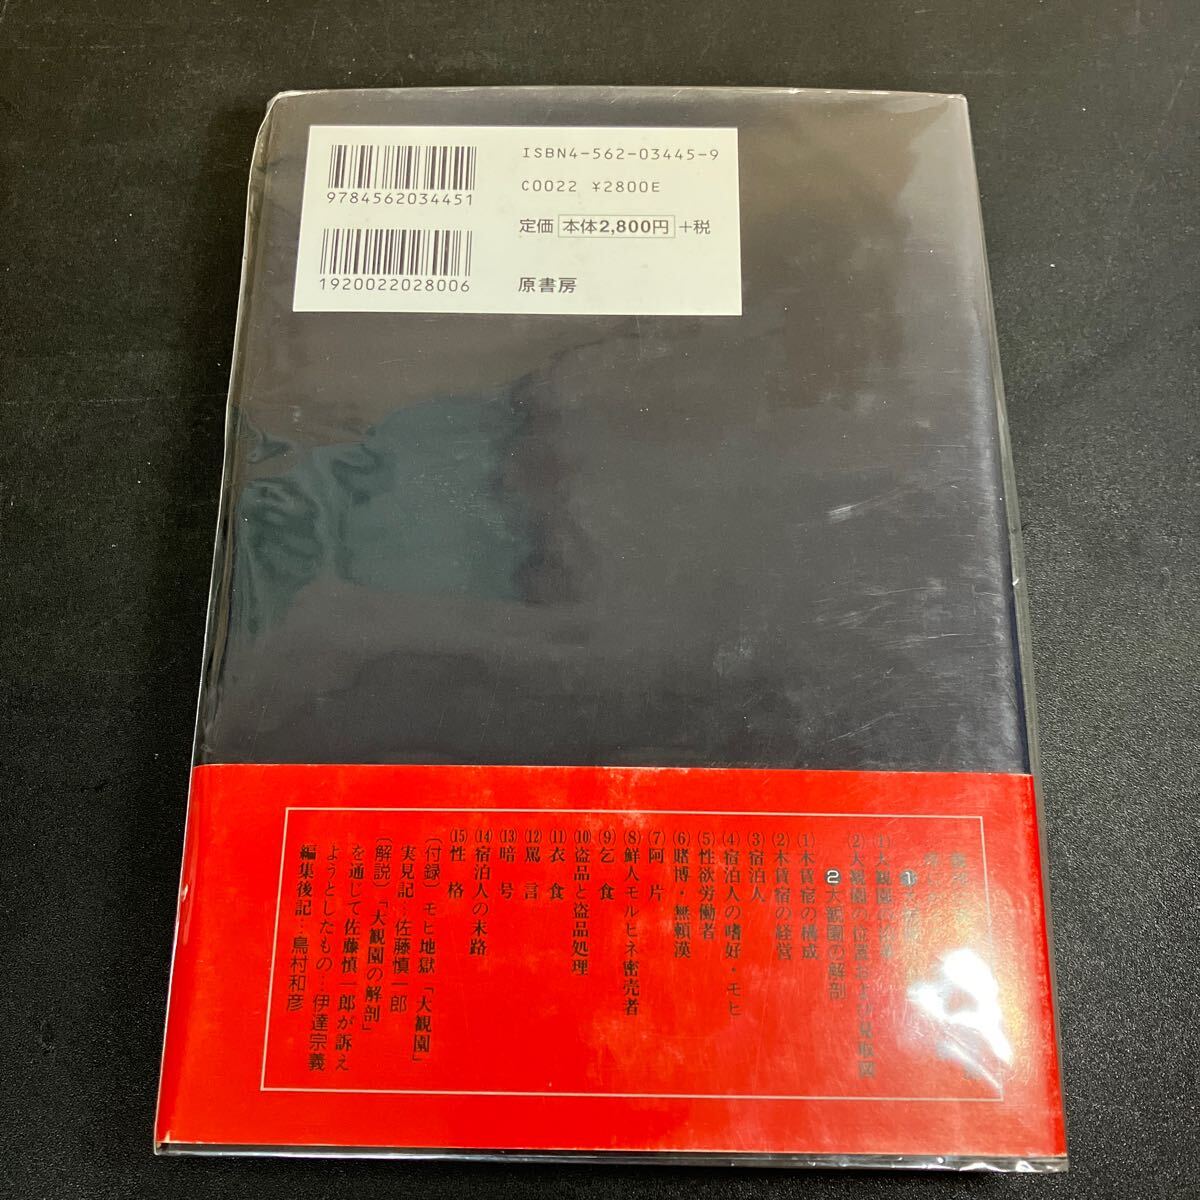 ISBN4-562-03445-9
C0022 ¥2800E
定価 本体2,800円 +税
原書房
9784562034451
1920022028006
(1)大観園の
(2)大観園の位置および見取図
❷大観園の解剖
(1)木賃宿の構成
(2)木賃宿の経営
(3)宿泊人
(4)宿泊人の嗜好・モヒ
(5)性欲労働者
(6)賭博・無頼漢
(7)阿片
(8)鮮人モルヒネ密売者
(9)乞食
(10)盗品と盗品処理
(11)衣食
(12)罵言
(13)暗号
(14)宿泊人の末路
(15)性格
〔付録〕モヒ地獄「大観園」
実見記…佐藤慎一郎
〔解説〕「大観園の解剖」
を通じて佐藤慎一郎が訴え
ようとしたもの…伊達宗義
編集後記…鳥村和彦